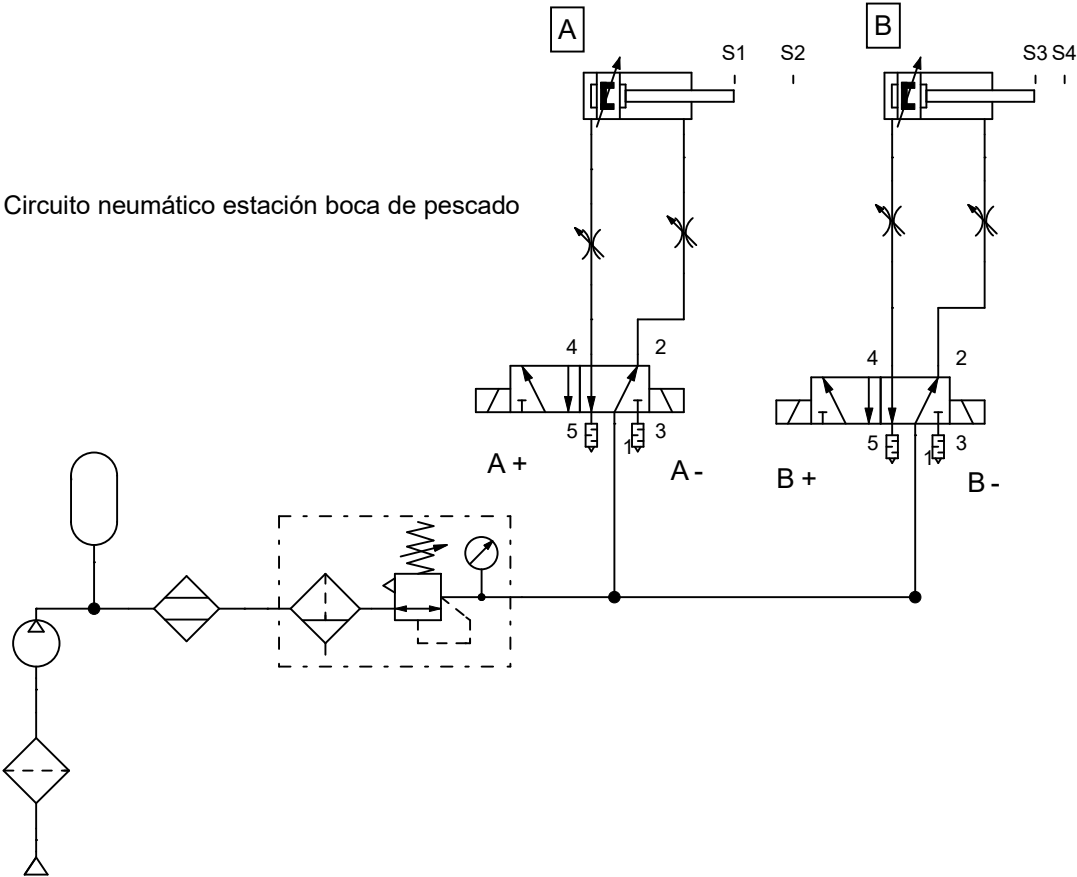 A
B
S1
S2
S3
S4
Circuito neumático estación boca de pescado
4
2
4
2
5
1
3
5
1
3
A +
A -
B +
B -